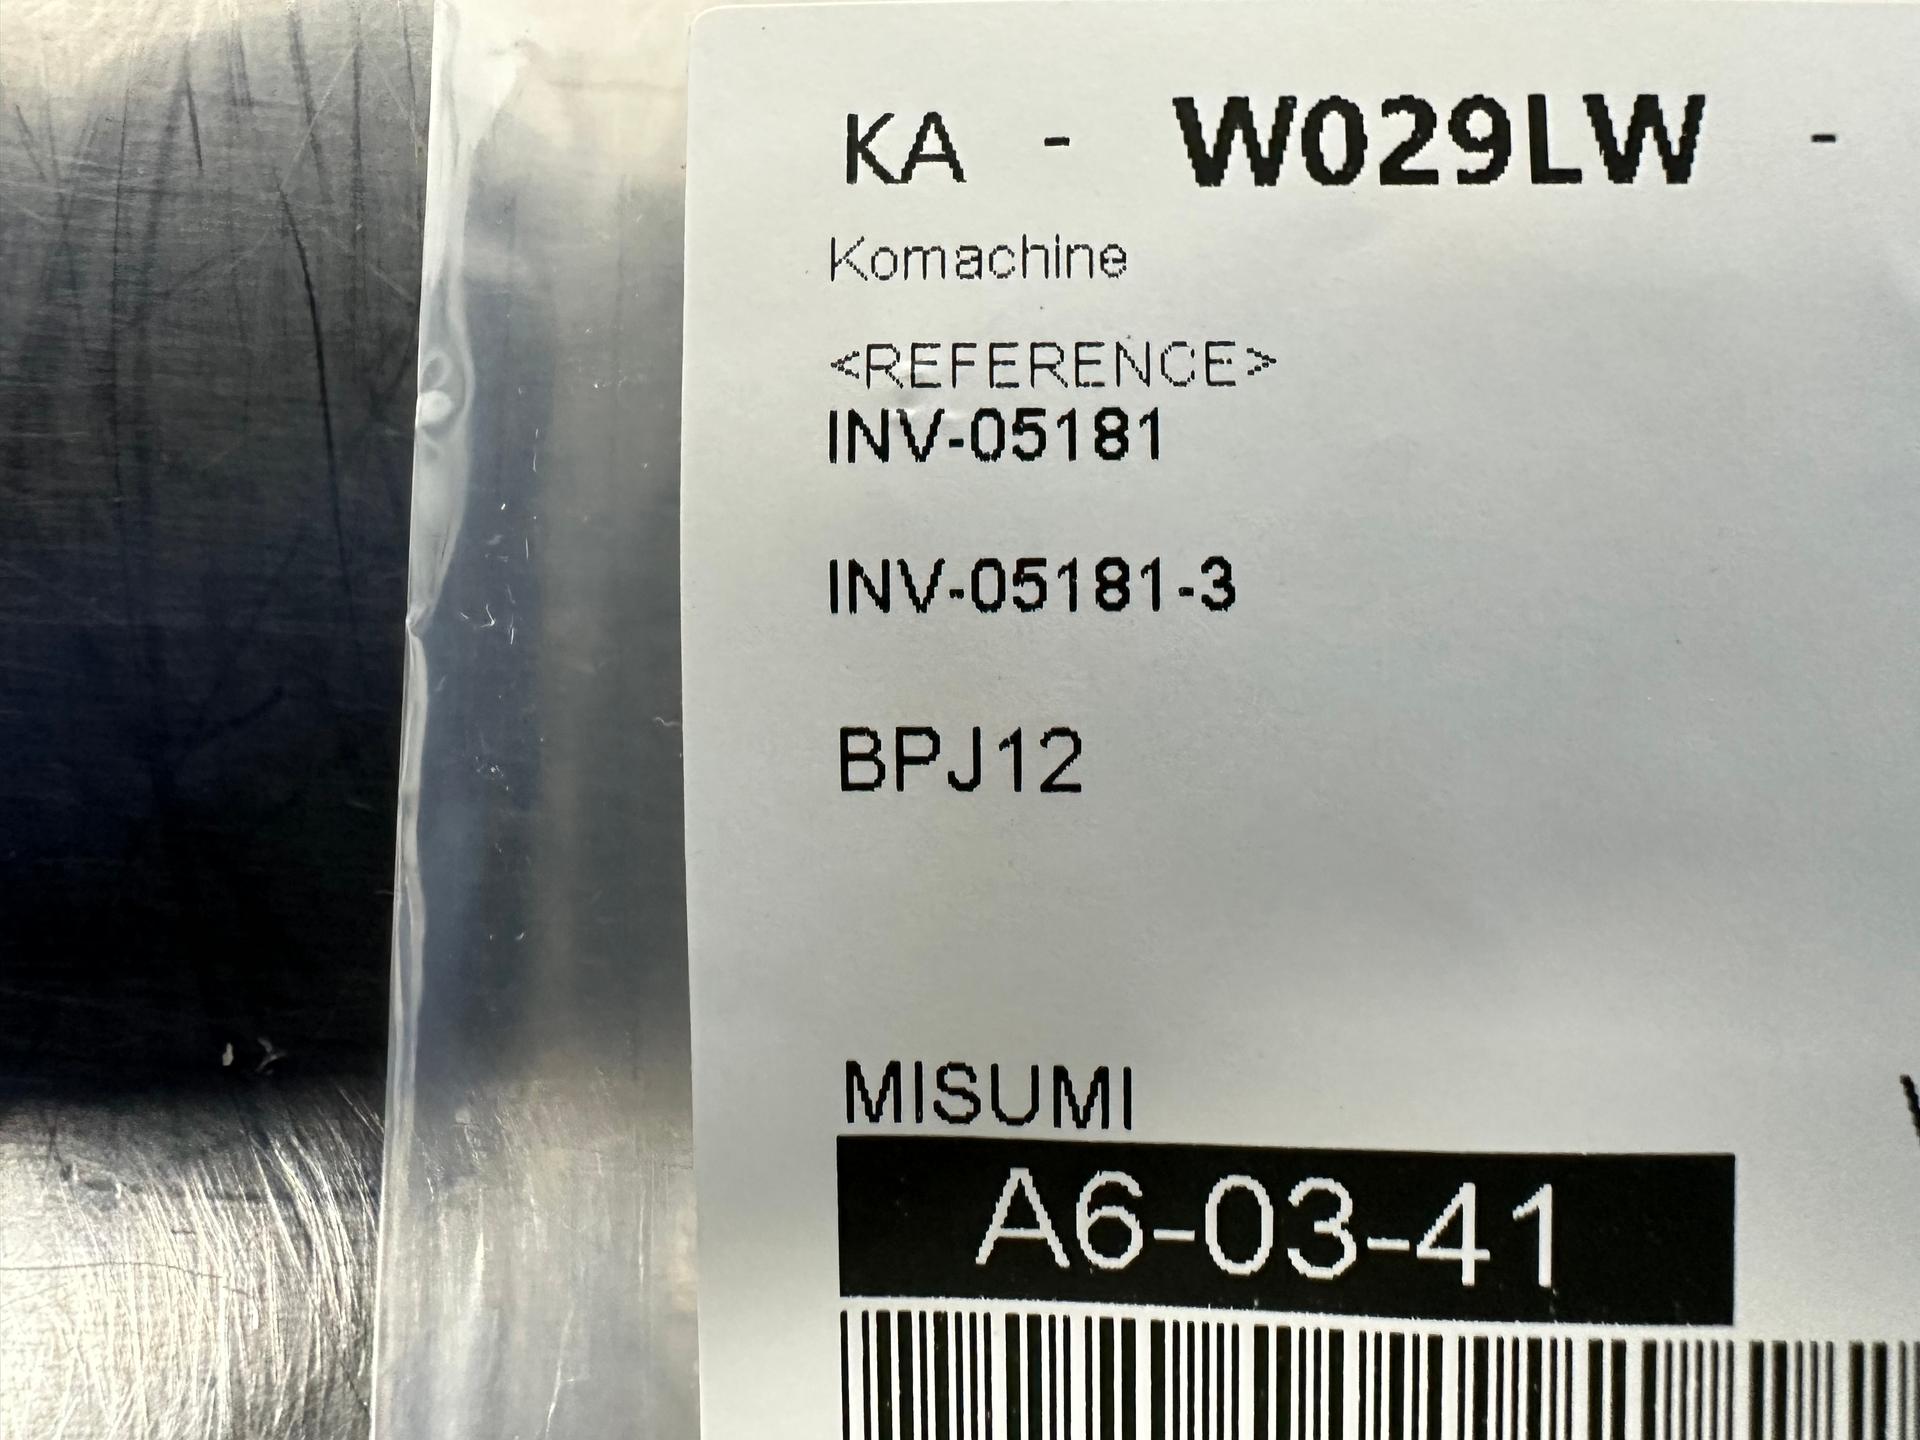 KA - W029LW -
Komachine
<REFERENCE>
INV-05181
INV-05181-3
BPJ12
MISUMI
A6-03-41